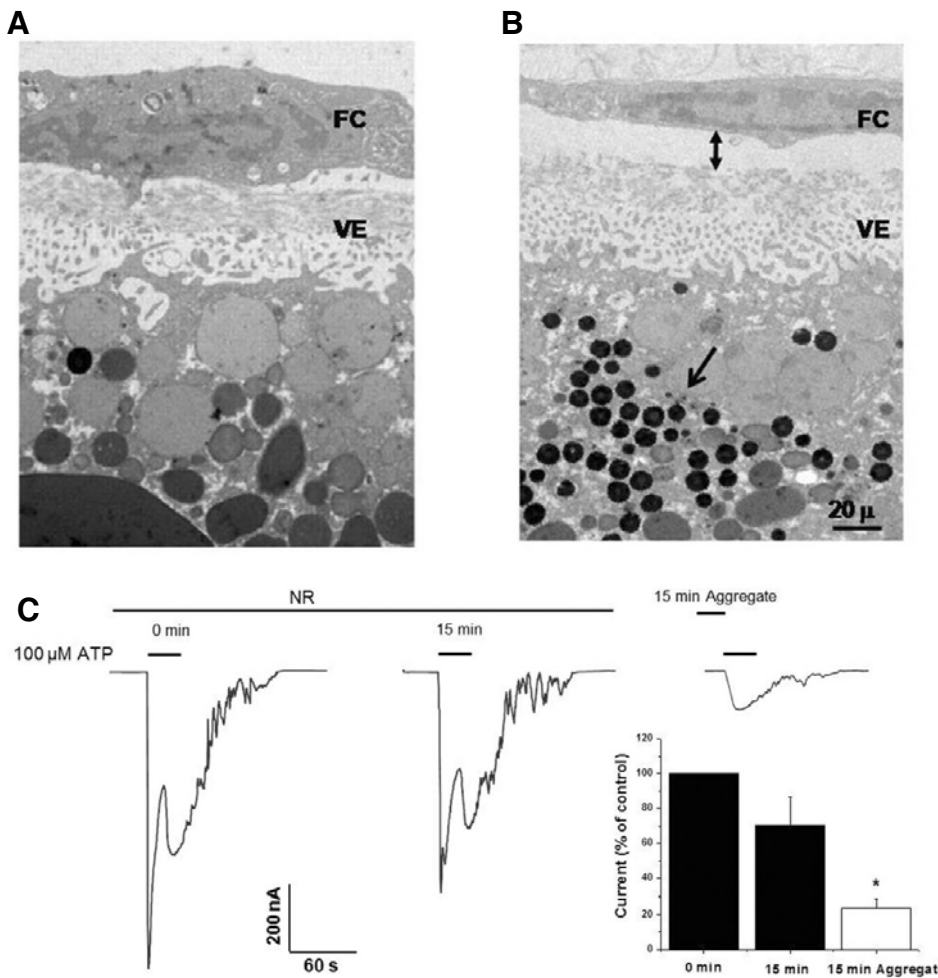 A
B
FC
VE
FC
VE
20 µ
C
NR
15 min Aggregate
0 min
15 min
100 µM ATP
200 nA
60 s
Current (% of control)
120
100
80
60
40
20
0
*
0 min
15 min
15 min Aggregat